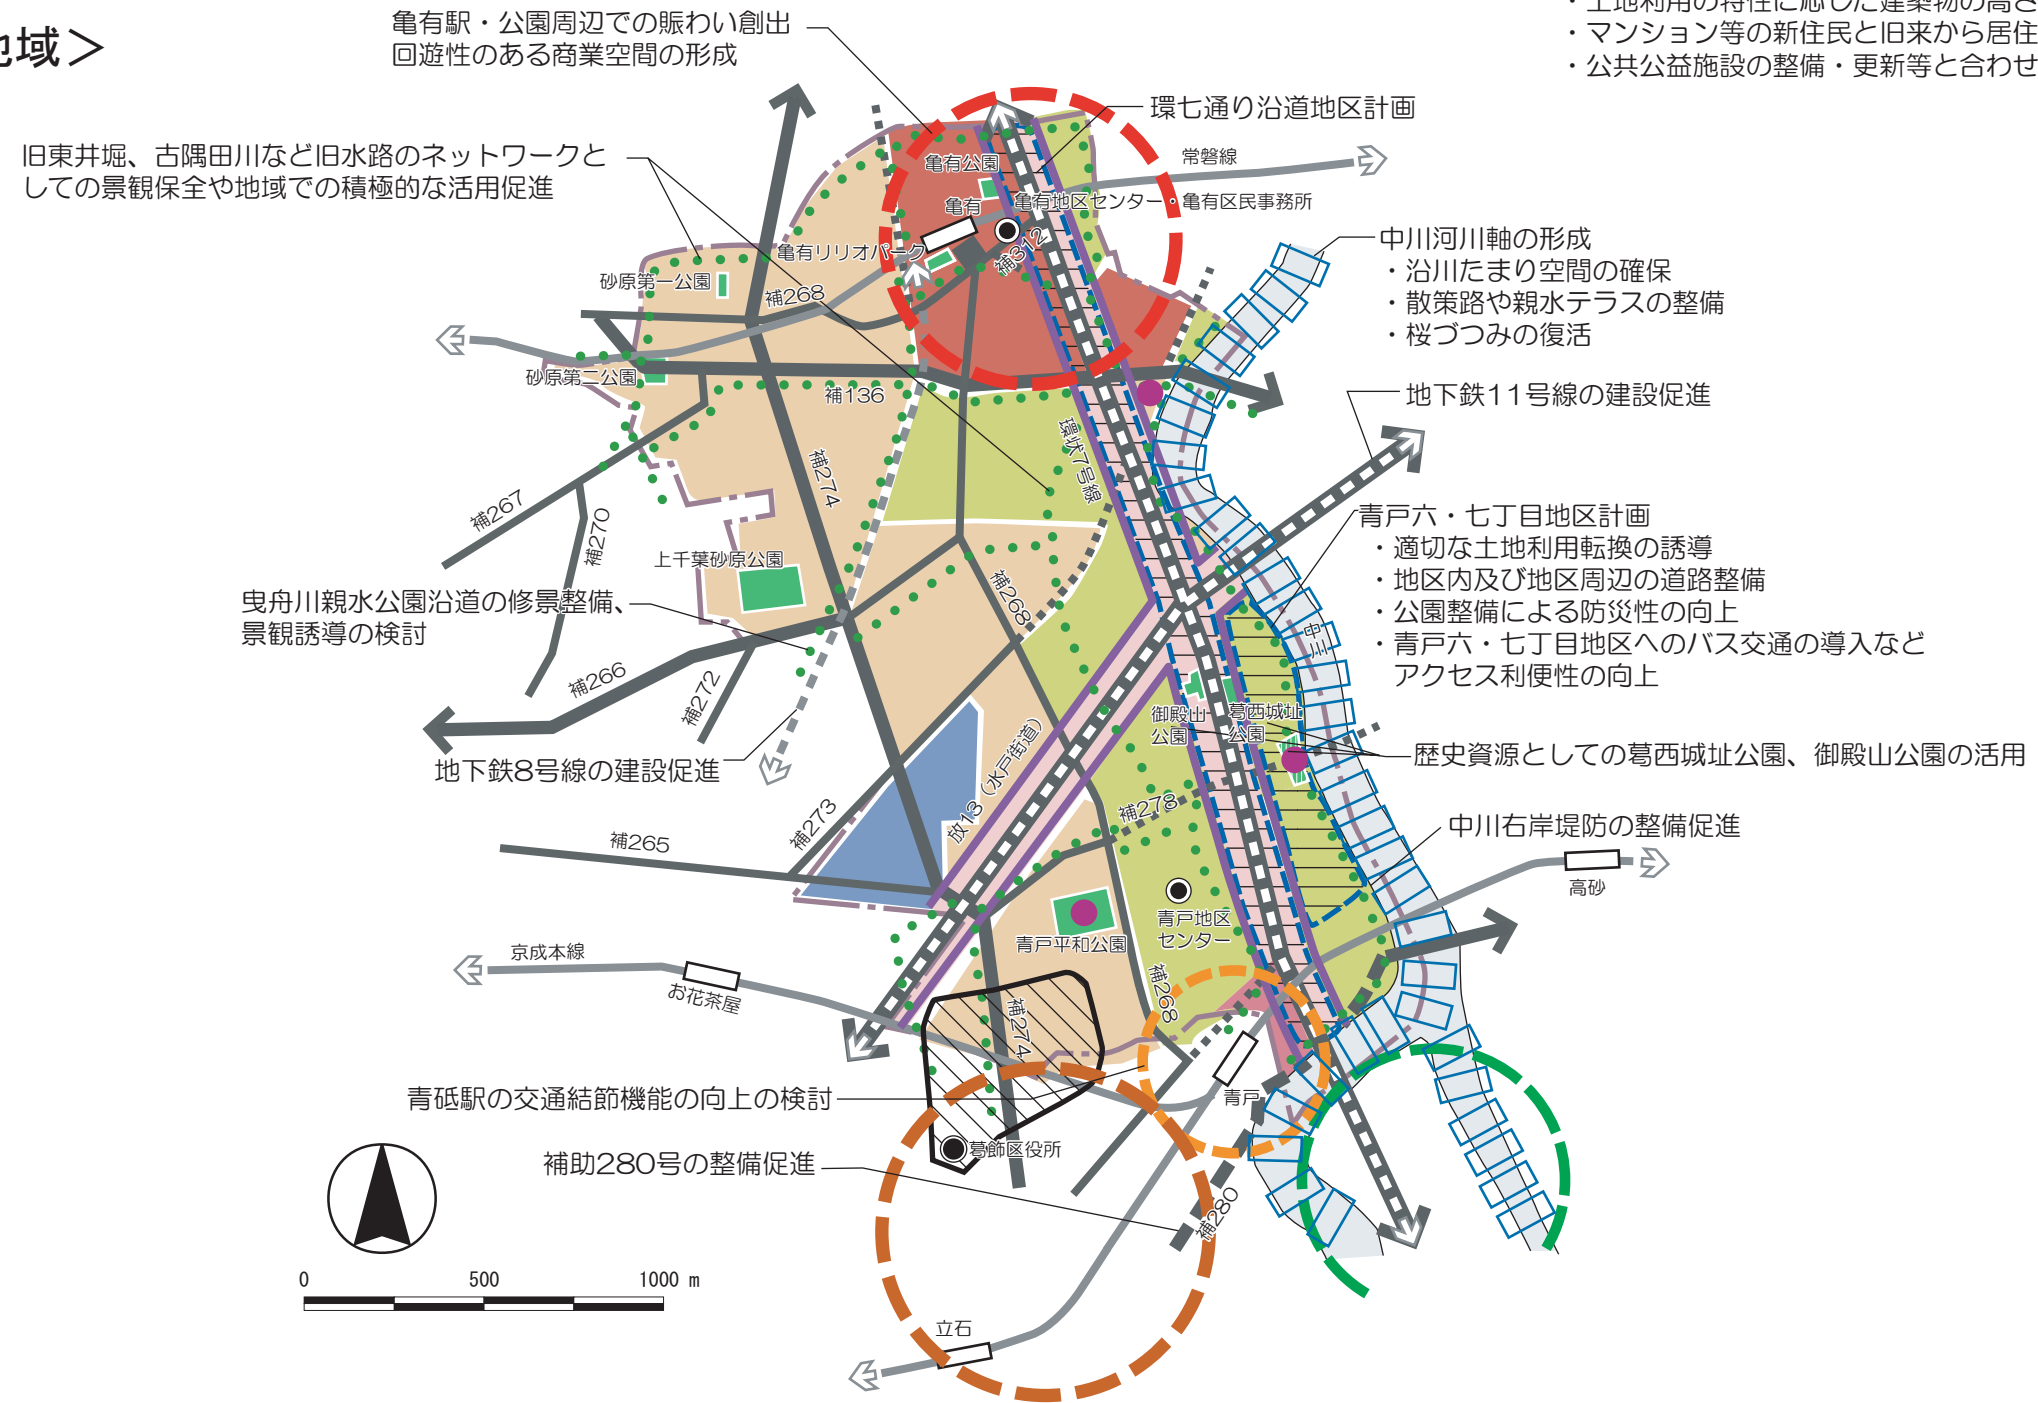 地域＞
亀有駅・公園周辺での賑わい創出
回遊性のある商業空間の形成
・土地利用の特性に応じた建築物の高さ
・マンション等の新住民と旧来から居住
・公共公益施設の整備・更新等と合わせ
環七通り沿道地区計画
旧東井堀、古隅田川など旧水路のネットワークと
しての景観保全や地域での積極的な活用促進
常磐線
亀有公園
亀有
亀有地区センター・亀有区民事務所
亀有リリオパーク
補312
砂原第一公園
補268
中川河川軸の形成
・沿川たまり空間の確保
・散策路や親水テラスの整備
・桜づつみの復活
砂原第二公園
補136
地下鉄11号線の建設促進
環状7号線
補274
補267
補270
上千葉砂原公園
青戸六・七丁目地区計画
・適切な土地利用転換の誘導
・地区内及び地区周辺の道路整備
・公園整備による防災性の向上
・青戸六・七丁目地区へのバス交通の導入など
アクセス利便性の向上
曳舟川親水公園沿道の修景整備、
景観誘導の検討
補268
中川
補266
補272
御殿山
公園
葛西城址
公園
歴史資源としての葛西城址公園、御殿山公園の活用
地下鉄8号線の建設促進
放13（水戸街道）
補273
補278
補265
中川右岸堤防の整備促進
高砂
青戸地区
センター
青戸平和公園
京成本線
お花茶屋
補268
補274
青砥駅の交通結節機能の向上の検討
青戸
葛飾区役所
補助280号の整備促進
補280
0 500 1000 m
立石